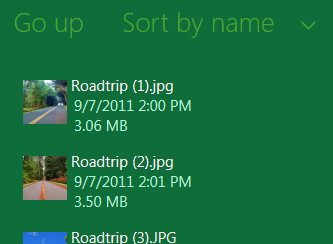 Go up Sort by name
Roadtrip (1).jpg
9/7/2011 2:00 PM
3.06 MB
Roadtrip (2).jpg
9/7/2011 2:01 PM
3.50 MB
Roadtrip (3).JPG